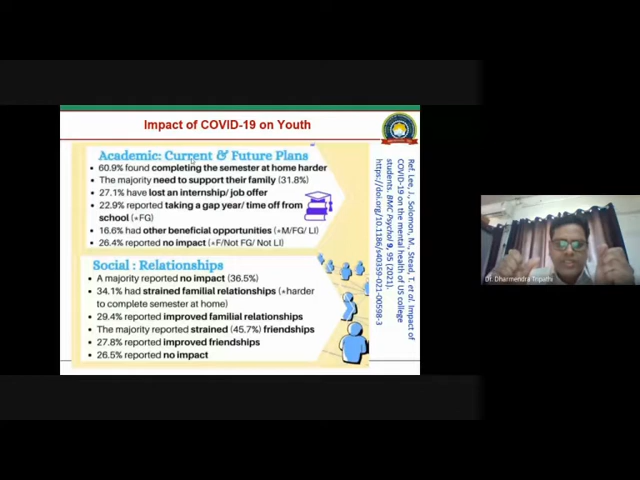 Impact of COVID-19 on Youth
Academic: Current & Future Plans
• 60.9% found completing the semester at home harder
• The majority need to support their family (31.8%)
• 27.1% have lost an internship/ job offer
• 22.9% reported taking a gap year/ time off from
school (*FG)
• 16.6% had other beneficial opportunities (*M/FG/ LI)
• 26.4% reported no impact (*F/Not FG/ Not LI)
Social : Relationships
• A majority reported no impact (36.5%)
• 34.1% had strained familial relationships (*harder
to complete semester at home)
• 29.4% reported improved familial relationships
• The majority strained (45.7%) friendships
• 27.8% reported improved friendships
• 26.5% reported no impact
Ref. Lee, J., Solomon, M., Stead, T. et al. Impact of
COVID-19 on the mental health of US college
students. BMC Psychol 9, 95 (2021).
https://doi.org/10.1186/s40359-021-00598-3
Dr. Dharmendra Tripathi